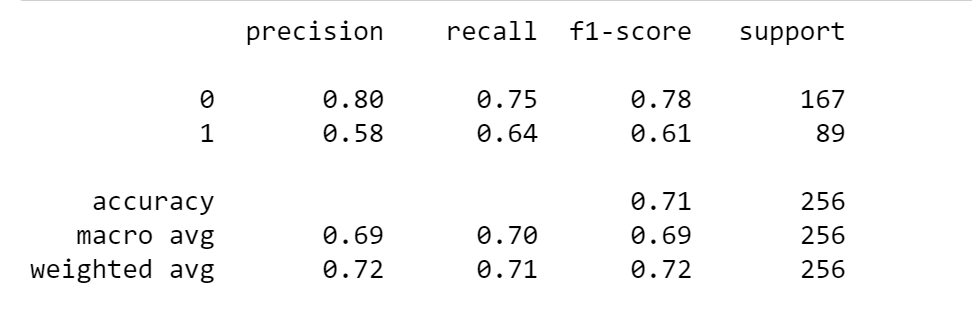 precision recall f1-score support
0 0.80 0.75 0.78 167
1 0.58 0.64 0.61 89
accuracy 0.71 256
macro avg 0.69 0.70 0.69 256
weighted avg 0.72 0.71 0.72 256